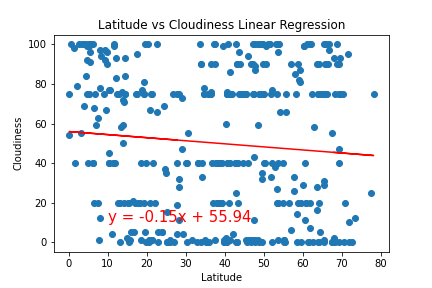 Latitude vs Cloudiness Linear Regression
100
80
60
40
20
0
Cloudiness
y = -0.15x + 55.94
0 10 20 30 40 50 60 70 80
Latitude